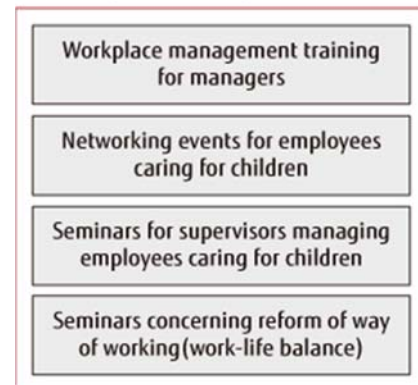 Workplace management training
for managers
Networking events for employees
caring for children
Seminars for supervisors managing
employees caring for children
Seminars concerning reform of way
of working(work-life balance)